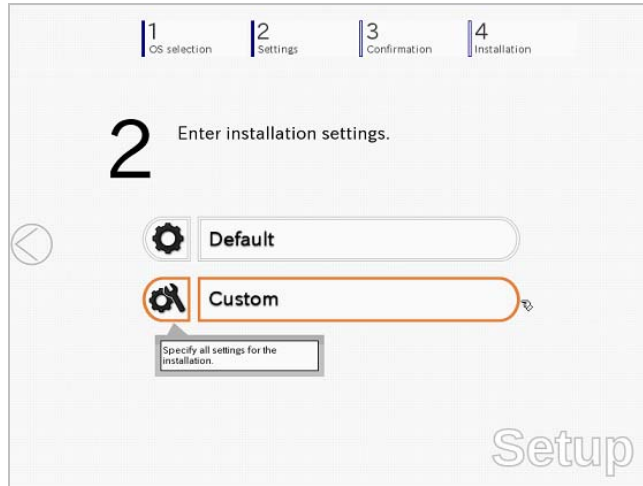 1
OS selection
2
Settings
3
Confirmation
4
Installation
2
Enter installation settings.
Default
Custom
Specify all settings for the
installation.
Setup